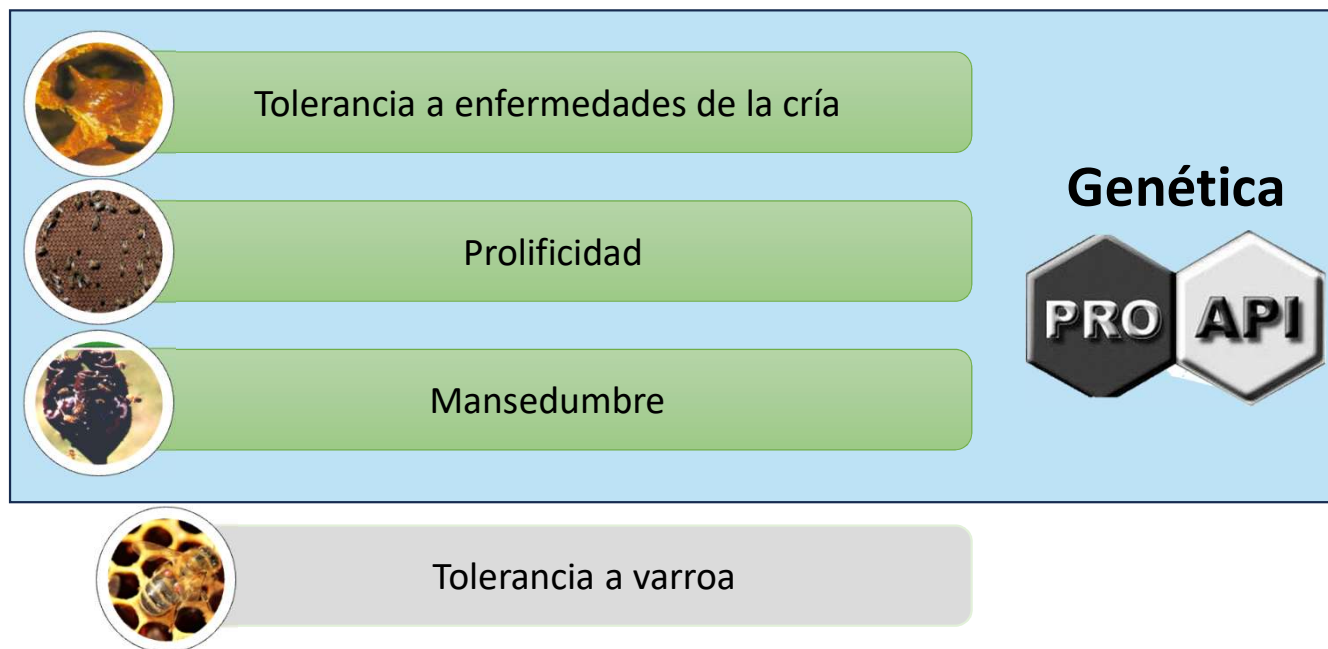 Tolerancia a enfermedades de la cría
Genética
Prolificidad
PRO API
Mansedumbre
Tolerancia a varroa